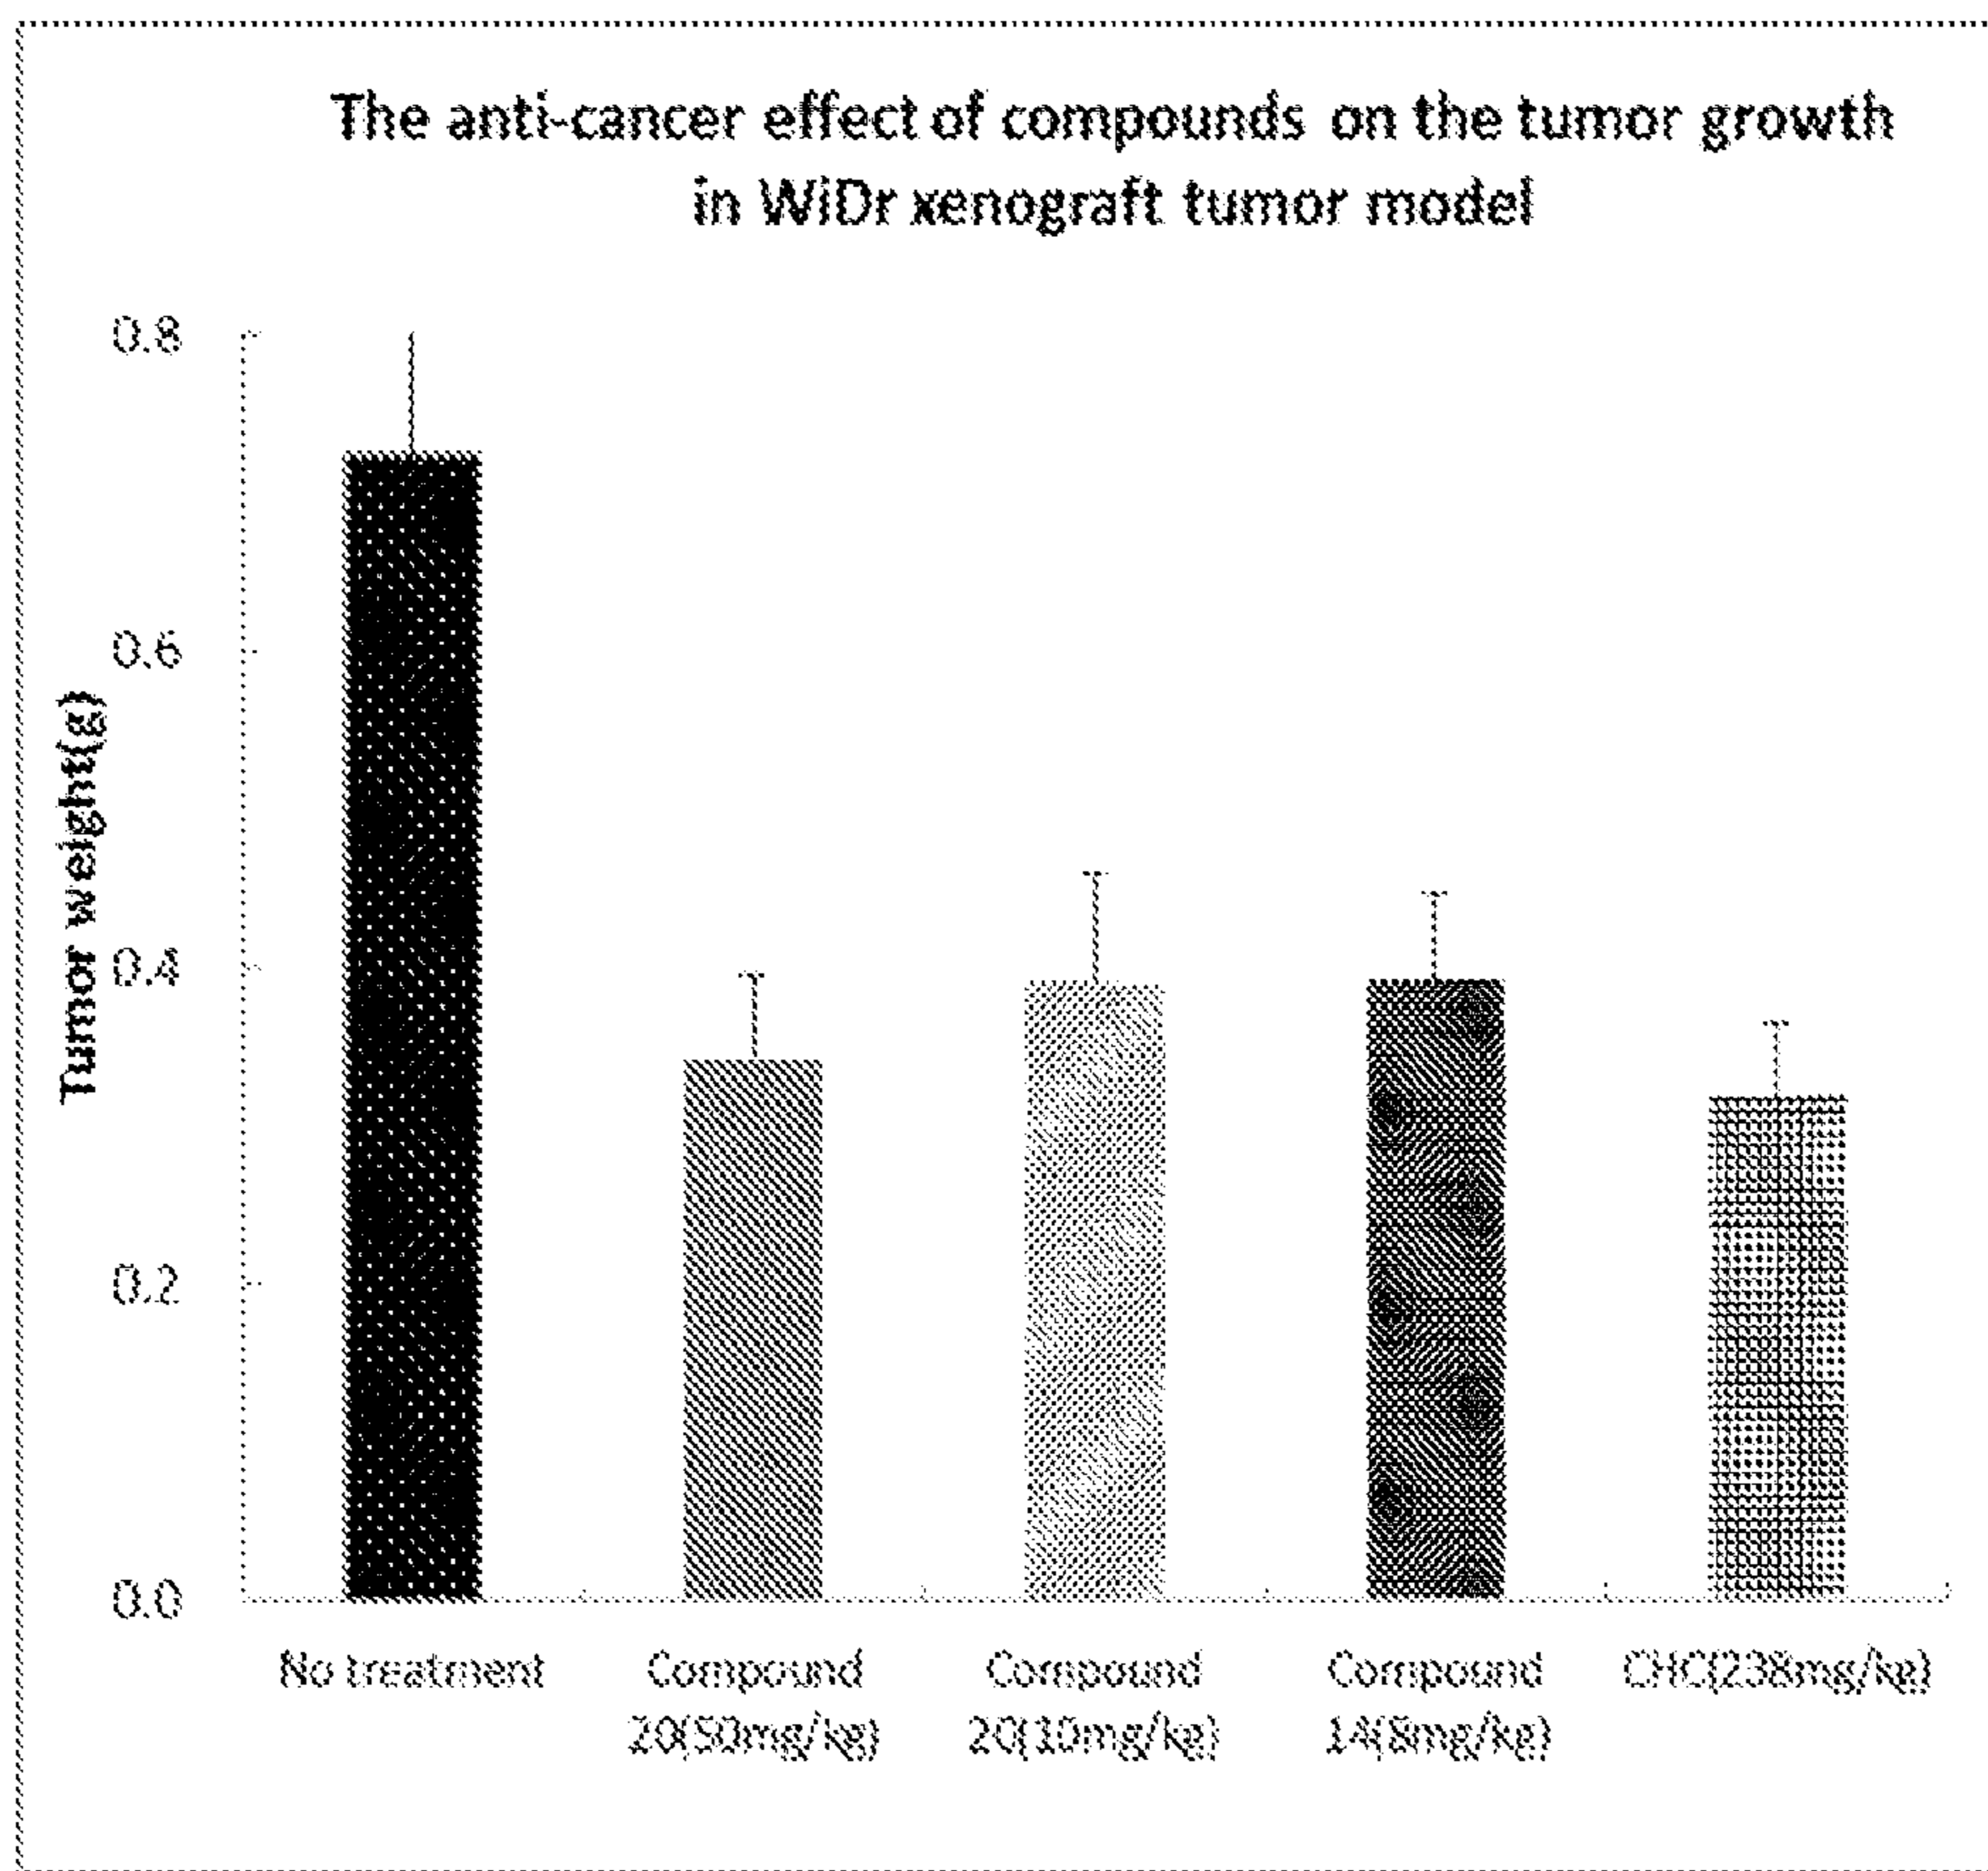 The anti-cancer effect of compounds on the tumor growth
in WiDr xenograft tumor model
0.8
0.6
0.4
0.2
0.0
Tumor weight(g)
No treatment
Compound
20(50mg/kg)
Compound
20(10mg/kg)
Compound
14(8mg/kg)
CHC(238mg/kg)